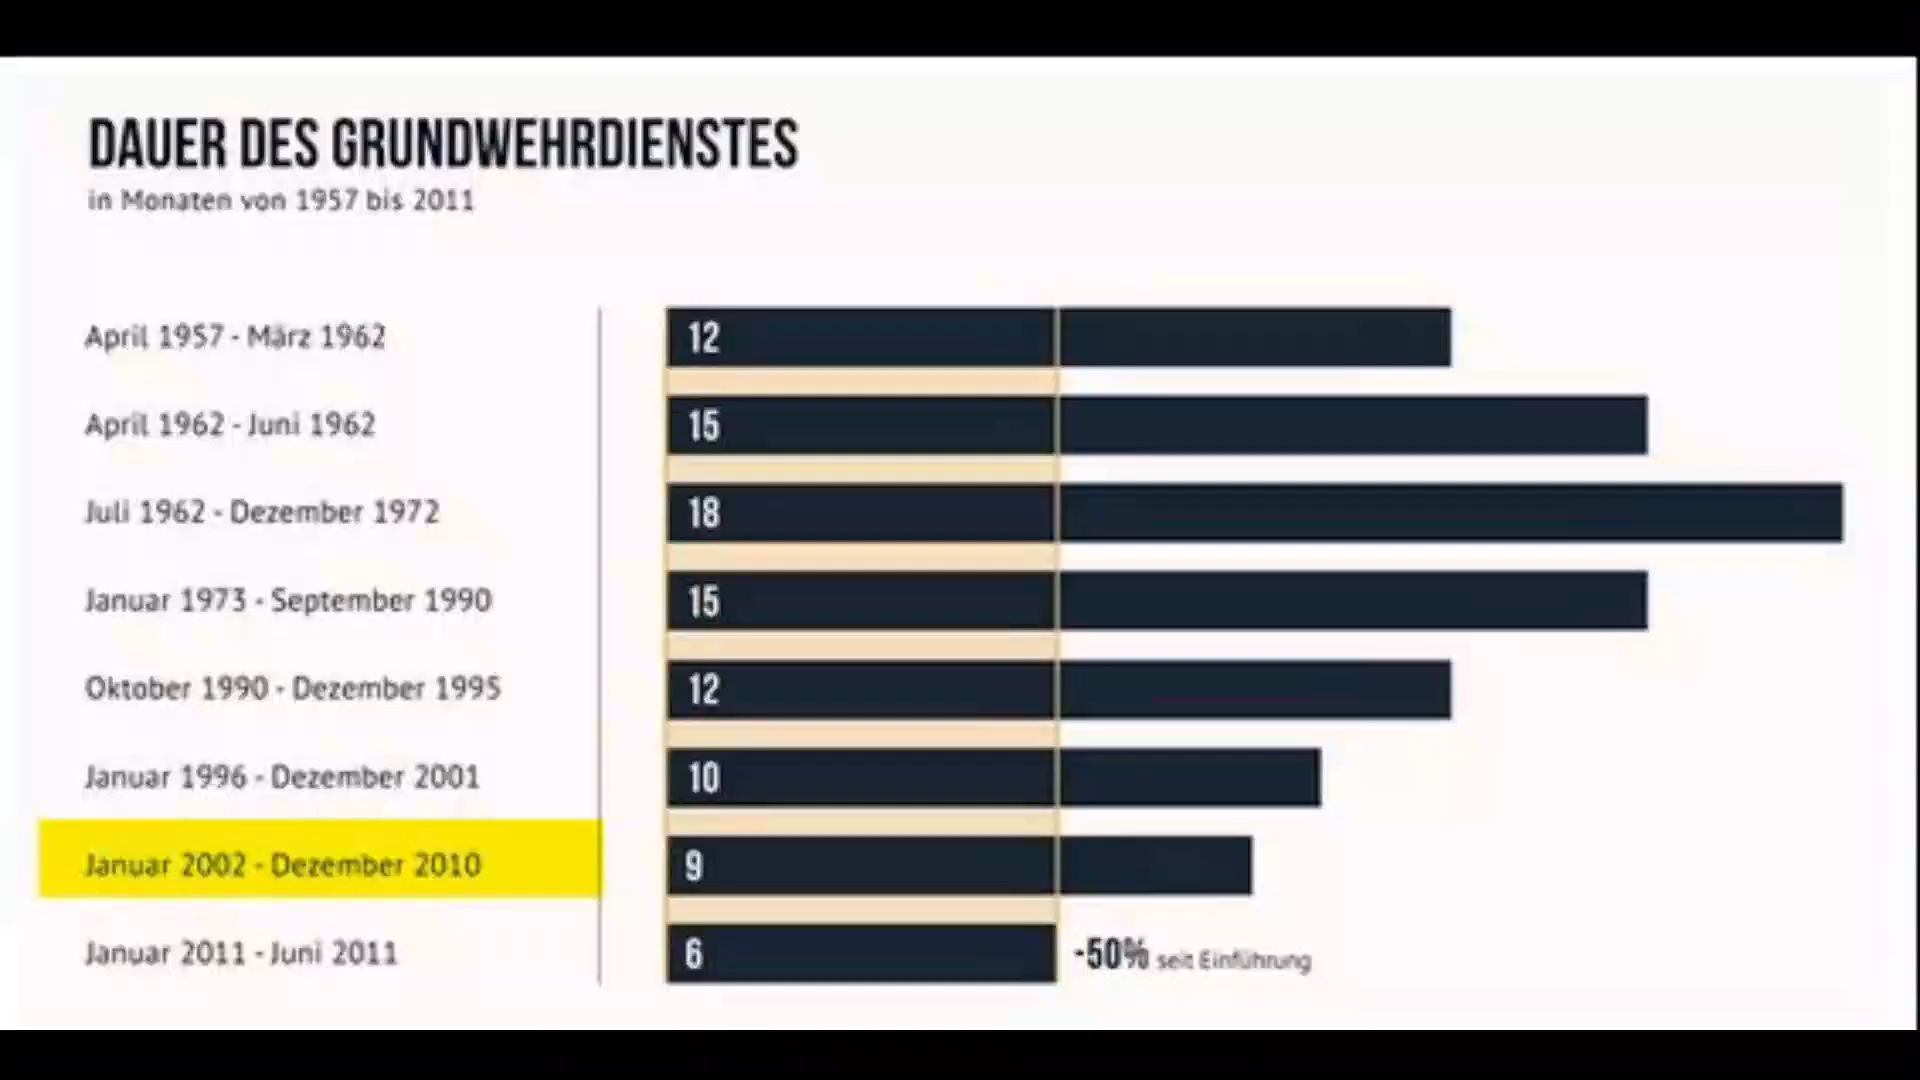 DAUER DES GRUNDWEHRDIENSTES
in Monaten von 1957 bis 2011
April 1957 - März 1962 12
April 1962 - Juni 1962 15
Juli 1962 - Dezember 1972 18
Januar 1973 - September 1990 15
Oktober 1990 - Dezember 1995 12
Januar 1996 - Dezember 2001 10
Januar 2002 - Dezember 2010 9
Januar 2011 - Juni 2011 6 -50% seit Einführung